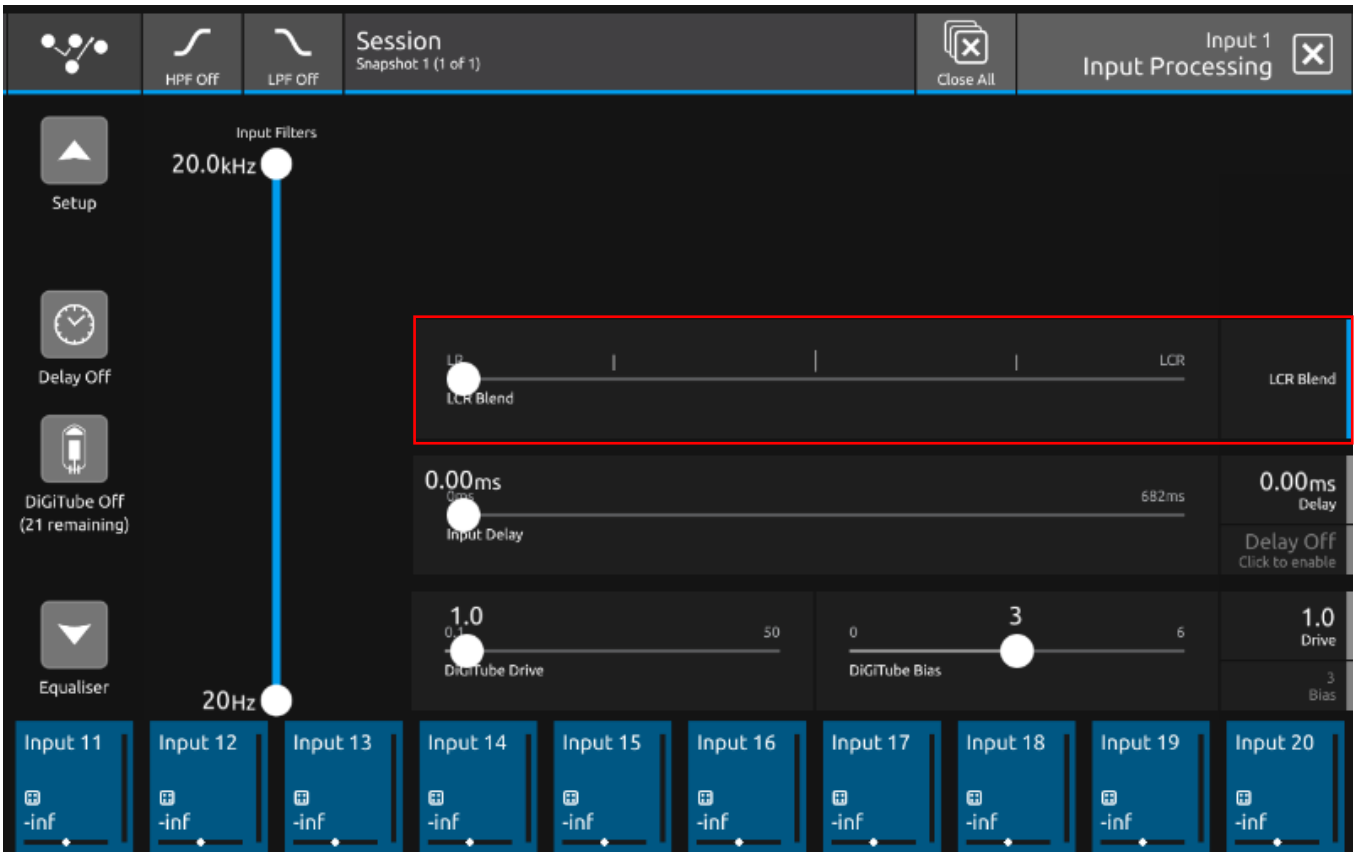 HPF Off
LPF Off
Session
Snapshot 1 (1 of 1)
Close All
Input 1
Input Processing
Setup
Input Filters
20.0kHz
20Hz
Delay Off
DiGiTube Off
(21 remaining)
Equaliser
LR
LCR
LCR Blend
LCR Blend
0.00ms
0ms
682ms
Input Delay
0.00ms
Delay
Delay Off
Click to enable
1.0
0.1
50
DiGiTube Drive
3
0
6
DiGiTube Bias
1.0
Drive
3
Bias
Input 11
-inf
Input 12
-inf
Input 13
-inf
Input 14
-inf
Input 15
-inf
Input 16
-inf
Input 17
-inf
Input 18
-inf
Input 19
-inf
Input 20
-inf